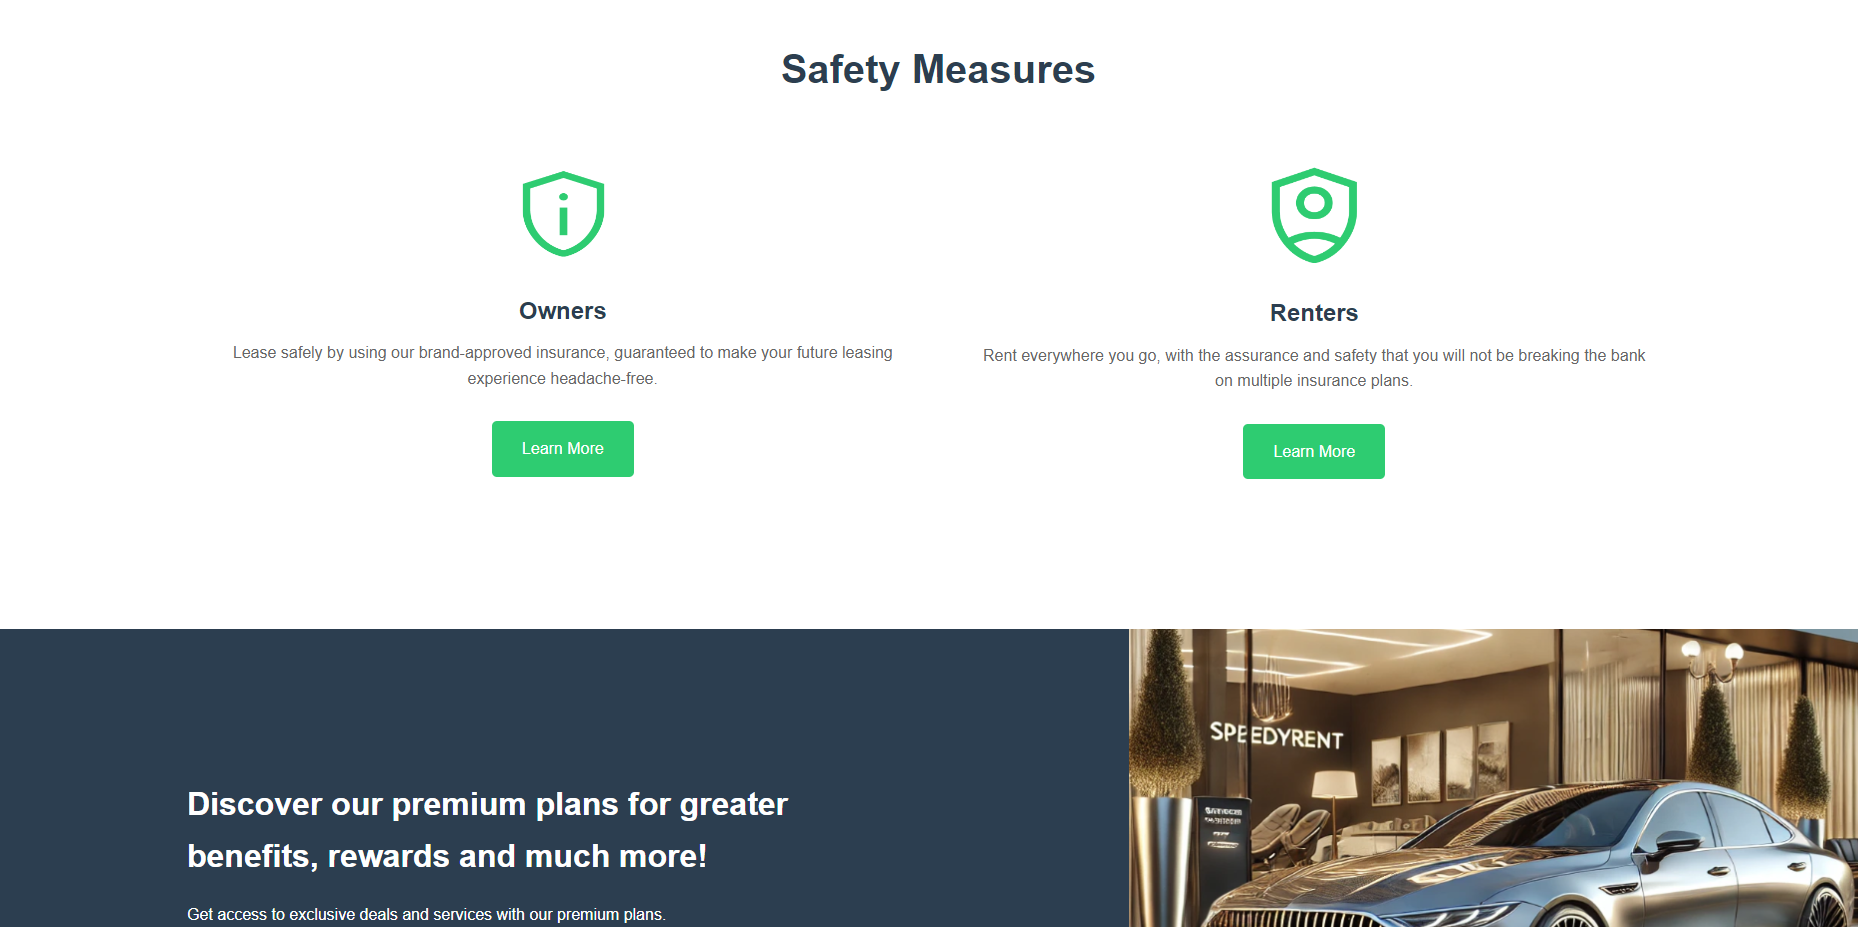 Safety Measures
Owners
Lease safely by using our brand-approved insurance, guaranteed to make your future leasing
experience headache-free.
Learn More
Renters
Rent everywhere you go, with the assurance and safety that you will not be breaking the bank
on multiple insurance plans.
Learn More
Discover our premium plans for greater
benefits, rewards and much more!
Get access to exclusive deals and services with our premium plans.
SPEEDYRENT